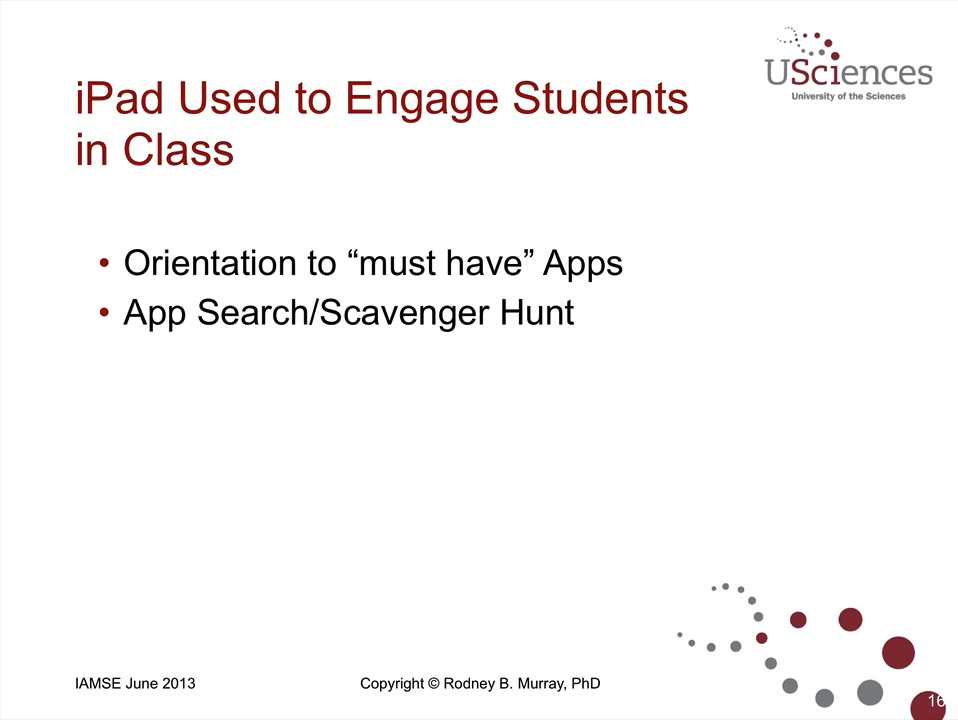 USciences
University of the Sciences
iPad Used to Engage Students
in Class
• Orientation to “must have” Apps
• App Search/Scavenger Hunt
IAMSE June 2013
Copyright © Rodney B. Murray, PhD
16